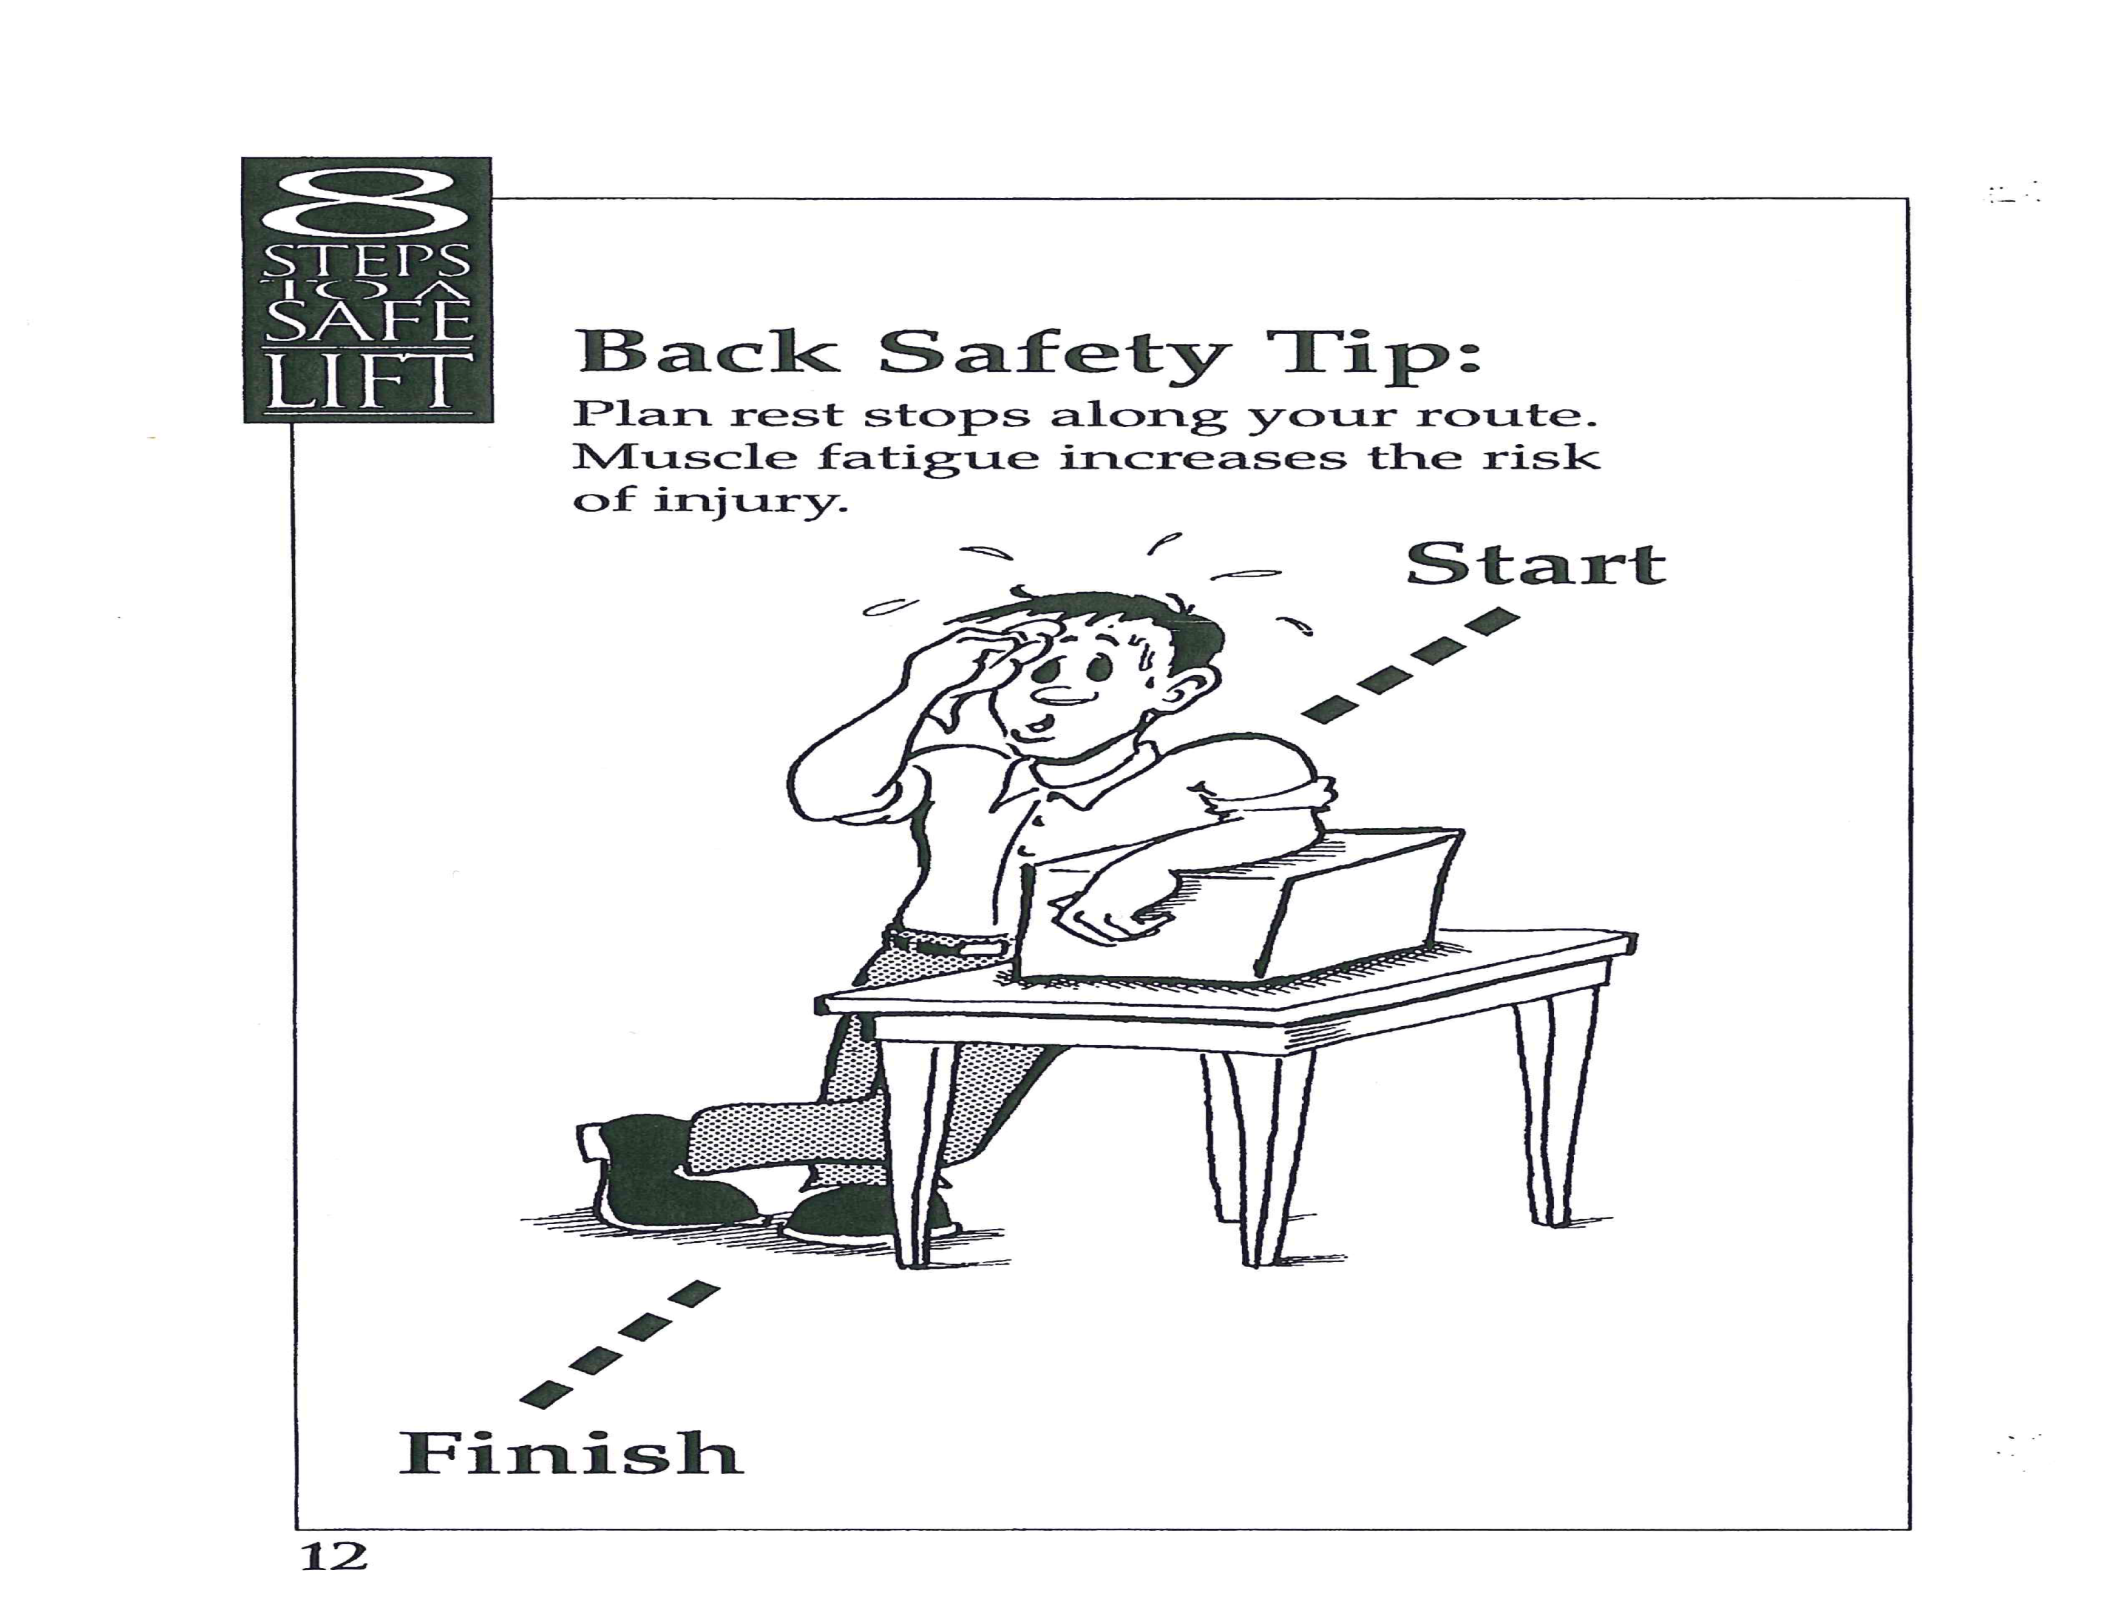 8
STEPS
TO A
SAFE
LIFT
Back Safety Tip:
Plan rest stops along your route.
Muscle fatigue increases the risk
of injury.
Start
Finish
12